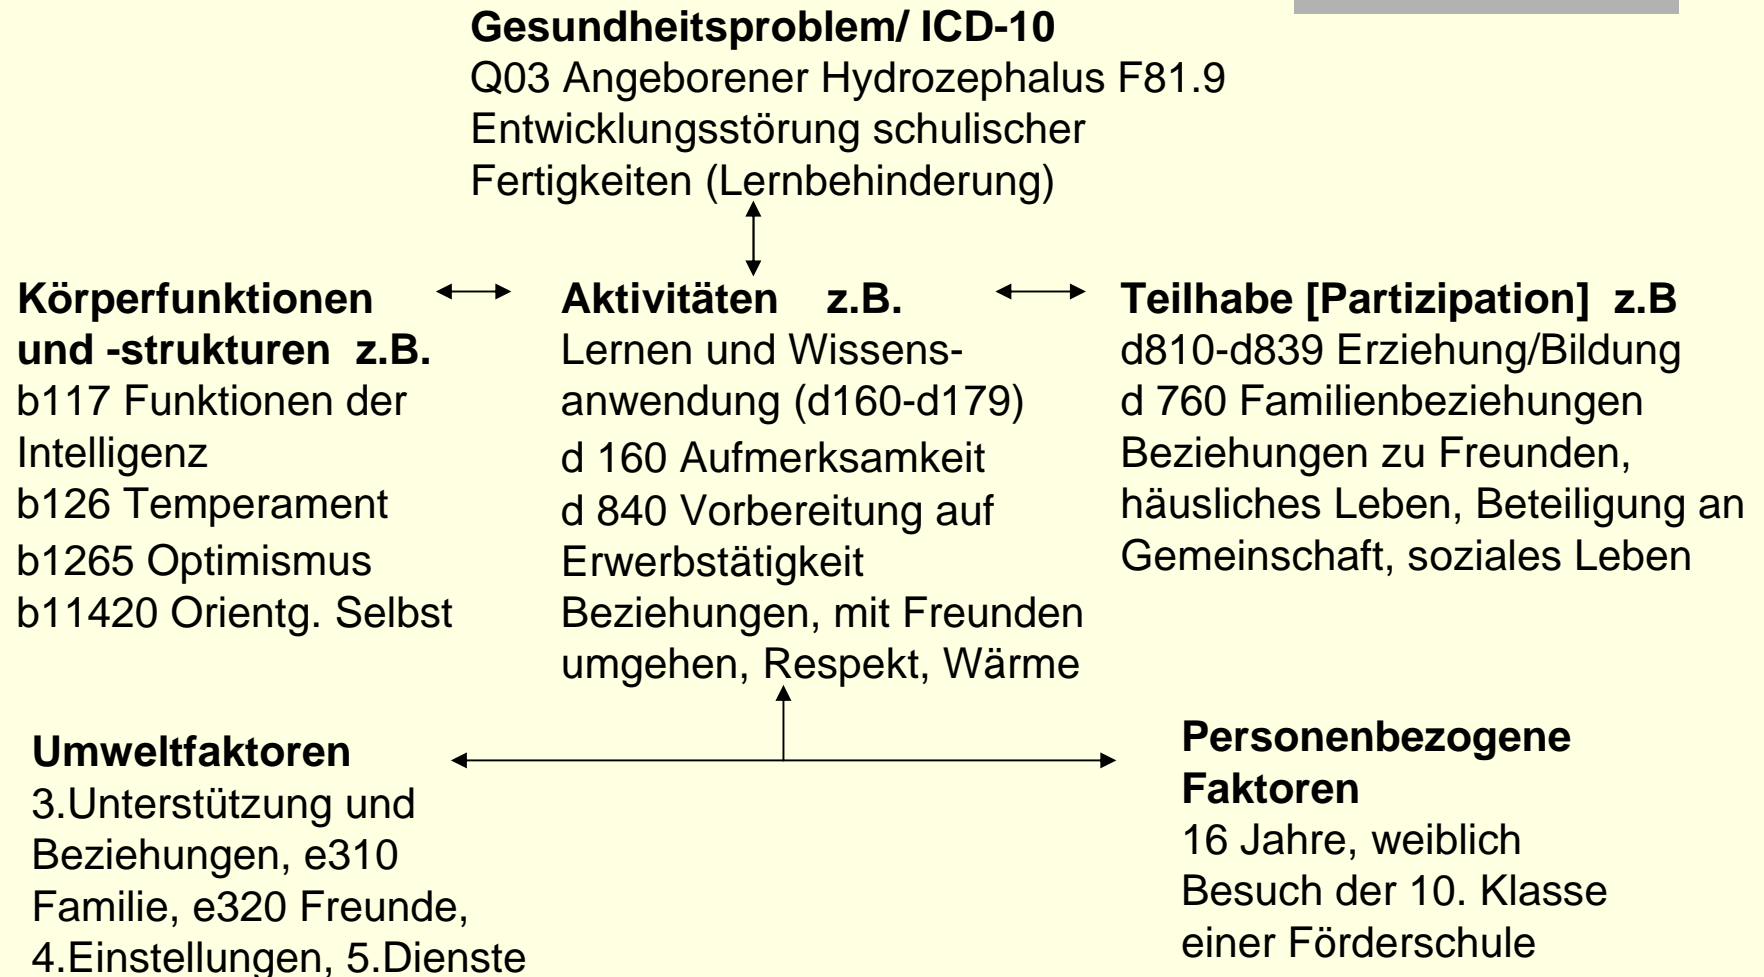 Gesundheitsproblem/ ICD-10
Q03 Angeborener Hydrozephalus F81.9
Entwicklungsstörung schulischer
Fertigkeiten (Lernbehinderung)
Körperfunktionen
und -strukturen z.B.
b117 Funktionen der
Intelligenz
b126 Temperament
b1265 Optimismus
b11420 Orientg. Selbst
Aktivitäten z.B.
Lernen und Wissens-
anwendung (d160-d179)
d 160 Aufmerksamkeit
d 840 Vorbereitung auf
Erwerbstätigkeit
Beziehungen, mit Freunden
umgehen, Respekt, Wärme
Teilhabe [Partizipation] z.B
d810-d839 Erziehung/Bildung
d 760 Familienbeziehungen
Beziehungen zu Freunden,
häusliches Leben, Beteiligung an
Gemeinschaft, soziales Leben
Umweltfaktoren
3.Unterstützung und
Beziehungen, e310
Familie, e320 Freunde,
4.Einstellungen, 5.Dienste
Personenbezogene
Faktoren
16 Jahre, weiblich
Besuch der 10. Klasse
einer Förderschule